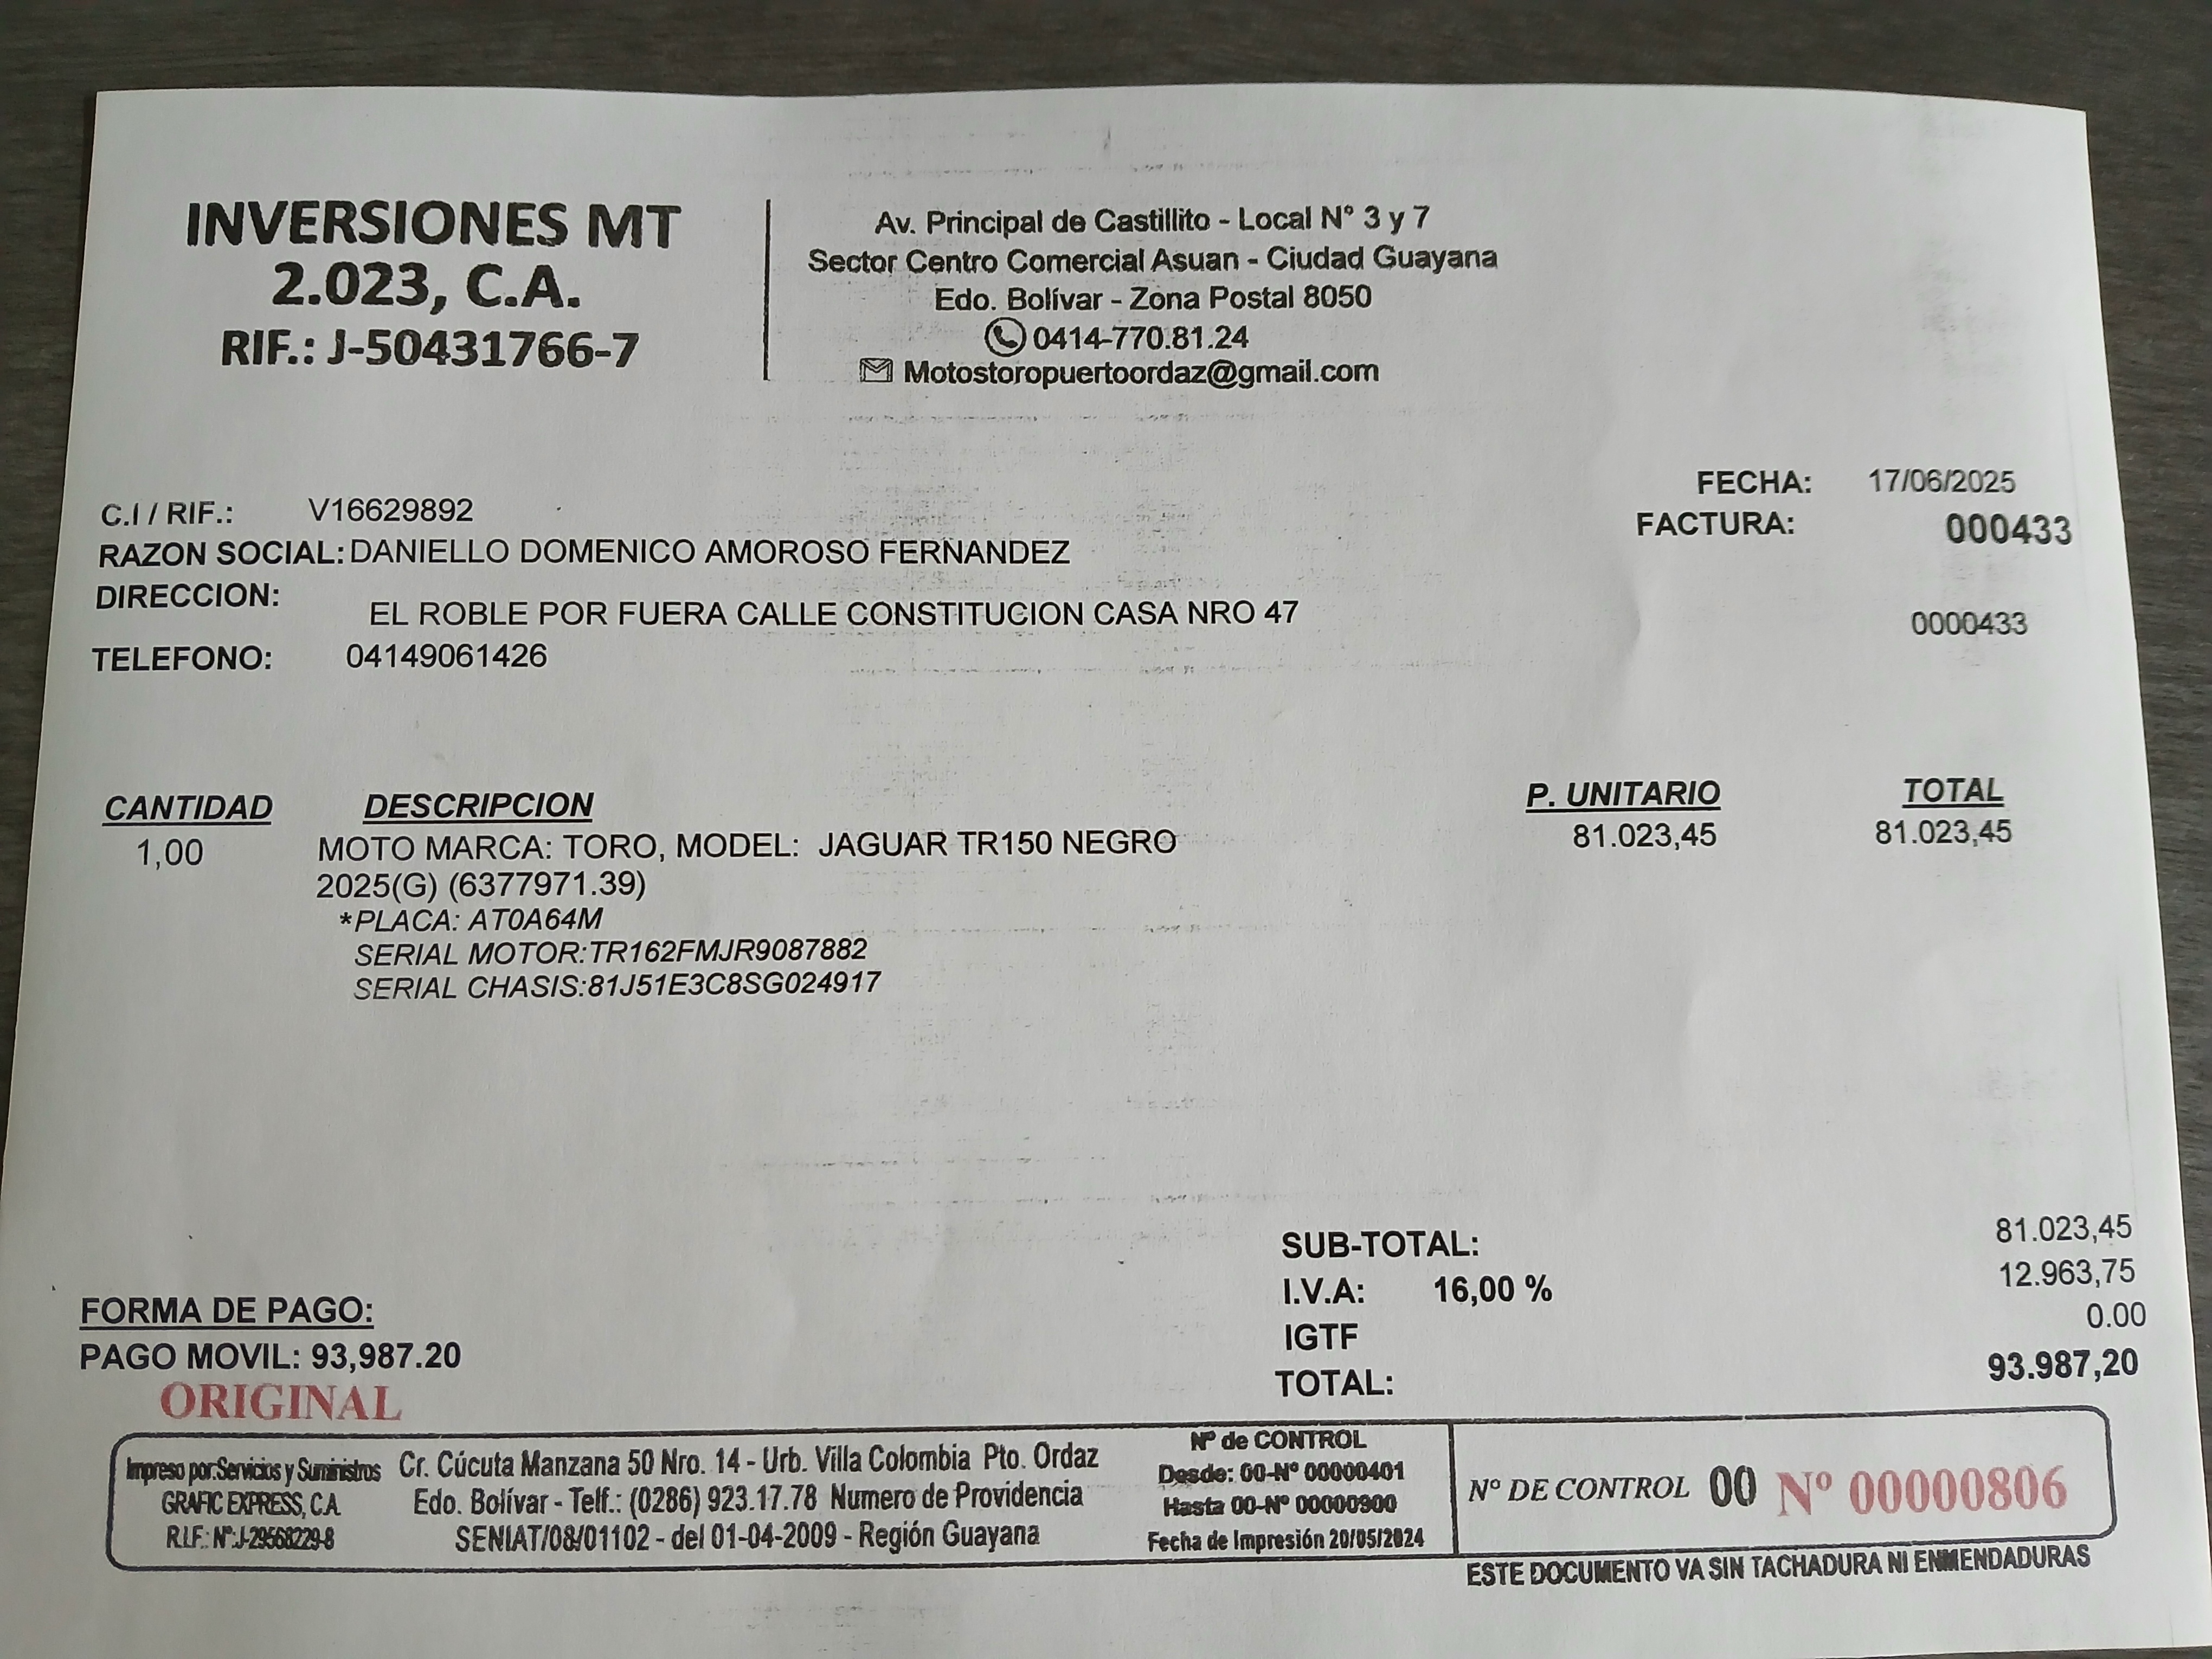 INVERSIONES MT
2.023, C.A.
RIF.: J-50431766-7
Av. Principal de Castillito - Local N° 3 y 7
Sector Centro Comercial Asuan - Ciudad Guayana
Edo. Bolívar - Zona Postal 8050
0414-770.81.24
Motostoropuertoordaz@gmail.com
FECHA: 17/06/2025
FACTURA: 000433
0000433
C.I / RIF.: V16629892
RAZON SOCIAL: DANIELLO DOMENICO AMOROSO FERNANDEZ
DIRECCION: EL ROBLE POR FUERA CALLE CONSTITUCION CASA NRO 47
TELEFONO: 04149061426
CANTIDAD DESCRIPCION P. UNITARIO TOTAL
1,00 MOTO MARCA: TORO, MODEL: JAGUAR TR150 NEGRO 81.023,45 81.023,45
2025(G) (6377971.39)
*PLACA: AT0A64M
SERIAL MOTOR:TR162FMJR9087882
SERIAL CHASIS:81J51E3C8SG024917
SUB-TOTAL: 81.023,45
I.V.A: 16,00 % 12.963,75
IGTF 0.00
TOTAL: 93.987,20
FORMA DE PAGO:
PAGO MOVIL: 93,987.20
ORIGINAL
Impreso por:Servicios y Suministros
GRAFIC EXPRESS, C.A.
R.I.F.: N°:J-29568229-8
Cr. Cúcuta Manzana 50 Nro. 14 - Urb. Villa Colombia Pto. Ordaz
Edo. Bolívar - Telf.: (0286) 923.17.78 Numero de Providencia
SENIAT/08/01102 - del 01-04-2009 - Región Guayana
Nº de CONTROL
Desde: 00-Nº 00000401
Hasta 00-Nº 00000900
Fecha de Impresión 20/05/2024
Nº DE CONTROL 00 Nº 00000806
ESTE DOCUMENTO VA SIN TACHADURA NI ENMENDADURAS